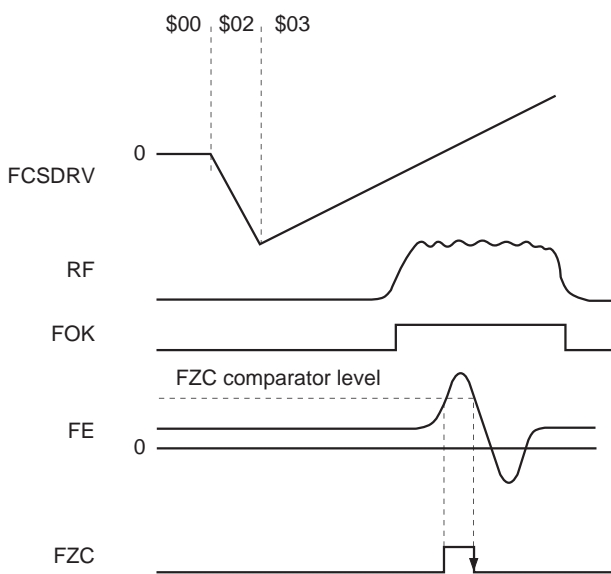 $00 $02 $03
0
FCSDRV
RF
FOK
FZC comparator level
FE
0
FZC